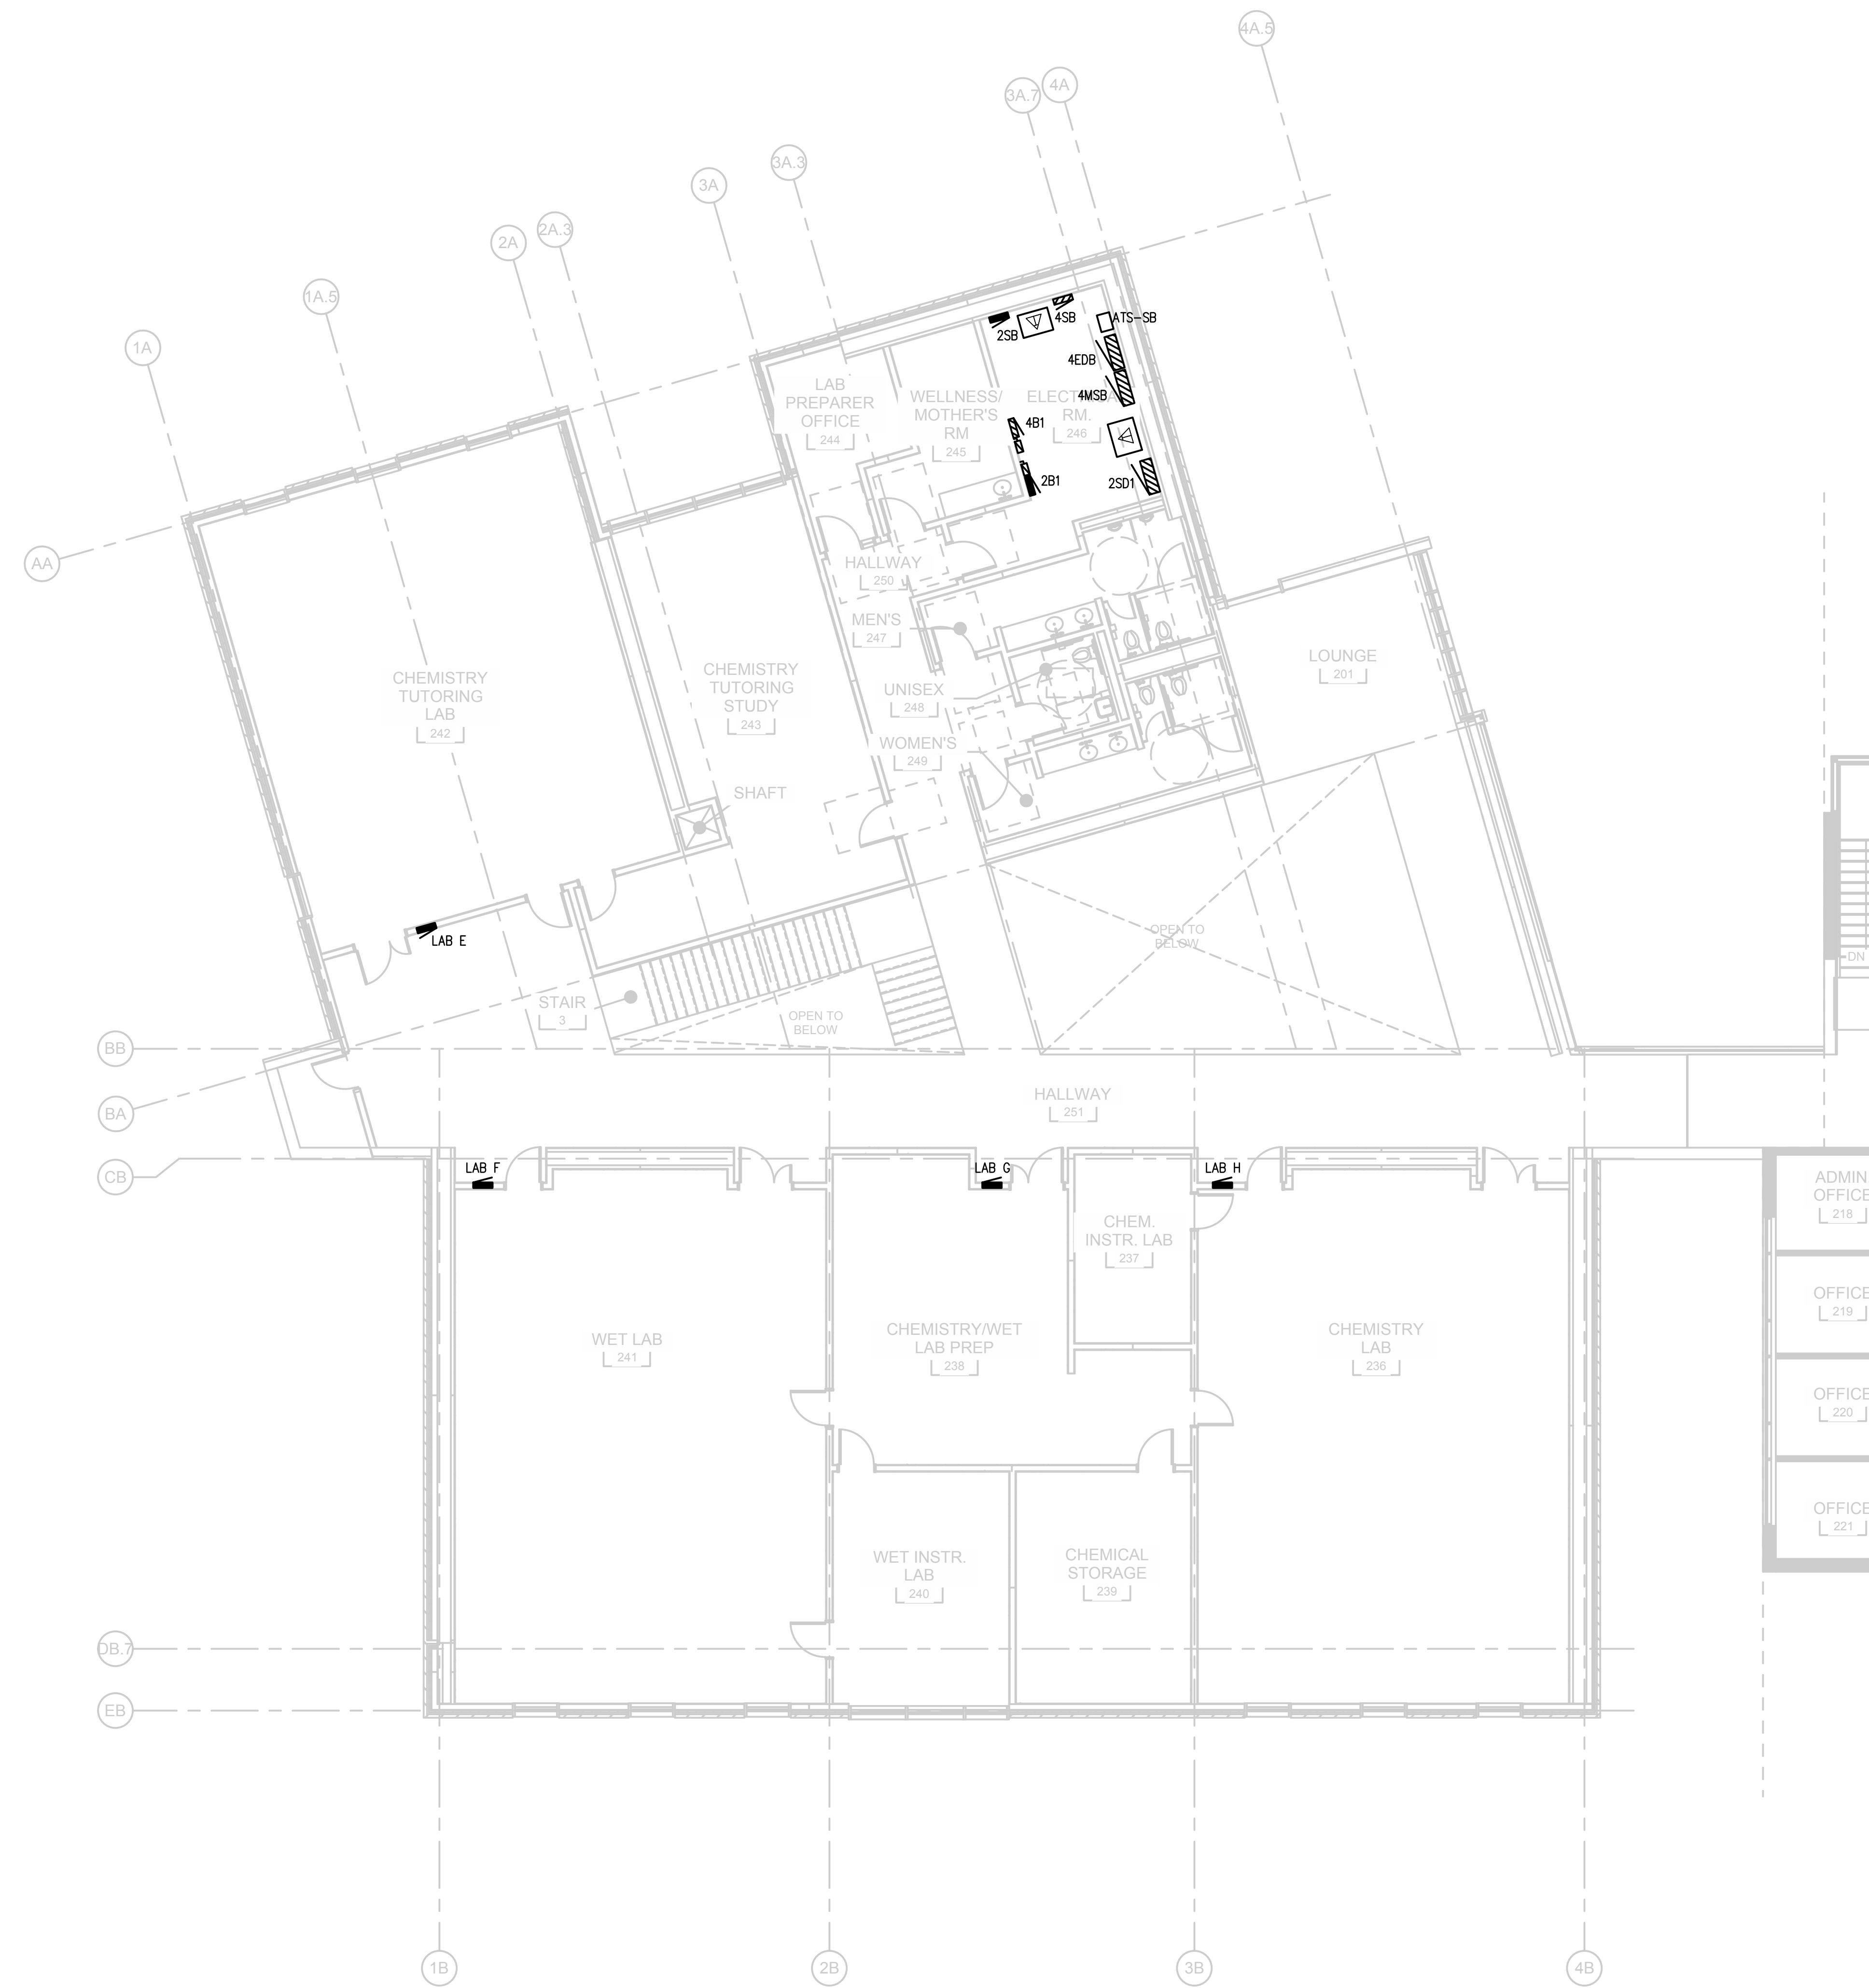 4A.5
3A.7
4A
3A.3
3A
2A.3
2A
1A.5
1A
AA
2SB
4SB
ATS-SB
4EDB
4MSB
4B1
2B1
2SD1
LAB
PREPARER
OFFICE
244
WELLNESS/
MOTHER'S
RM
245
RM.
246
HALLWAY
250
MEN'S
247
UNISEX
248
WOMEN'S
249
LOUNGE
201
CHEMISTRY
TUTORING
LAB
242
CHEMISTRY
TUTORING
STUDY
243
SHAFT
LAB E
STAIR
3
OPEN TO
BELOW
OPEN TO
BELOW
DN
BB
BA
CB
HALLWAY
251
LAB F
LAB G
LAB H
ADMIN.
OFFICE
218
CHEM.
INSTR. LAB
237
OFFICE
219
WET LAB
241
CHEMISTRY/WET
LAB PREP
238
CHEMISTRY
LAB
236
OFFICE
220
OFFICE
221
WET INSTR.
LAB
240
CHEMICAL
STORAGE
239
DB.7
EB
1B
2B
3B
4B